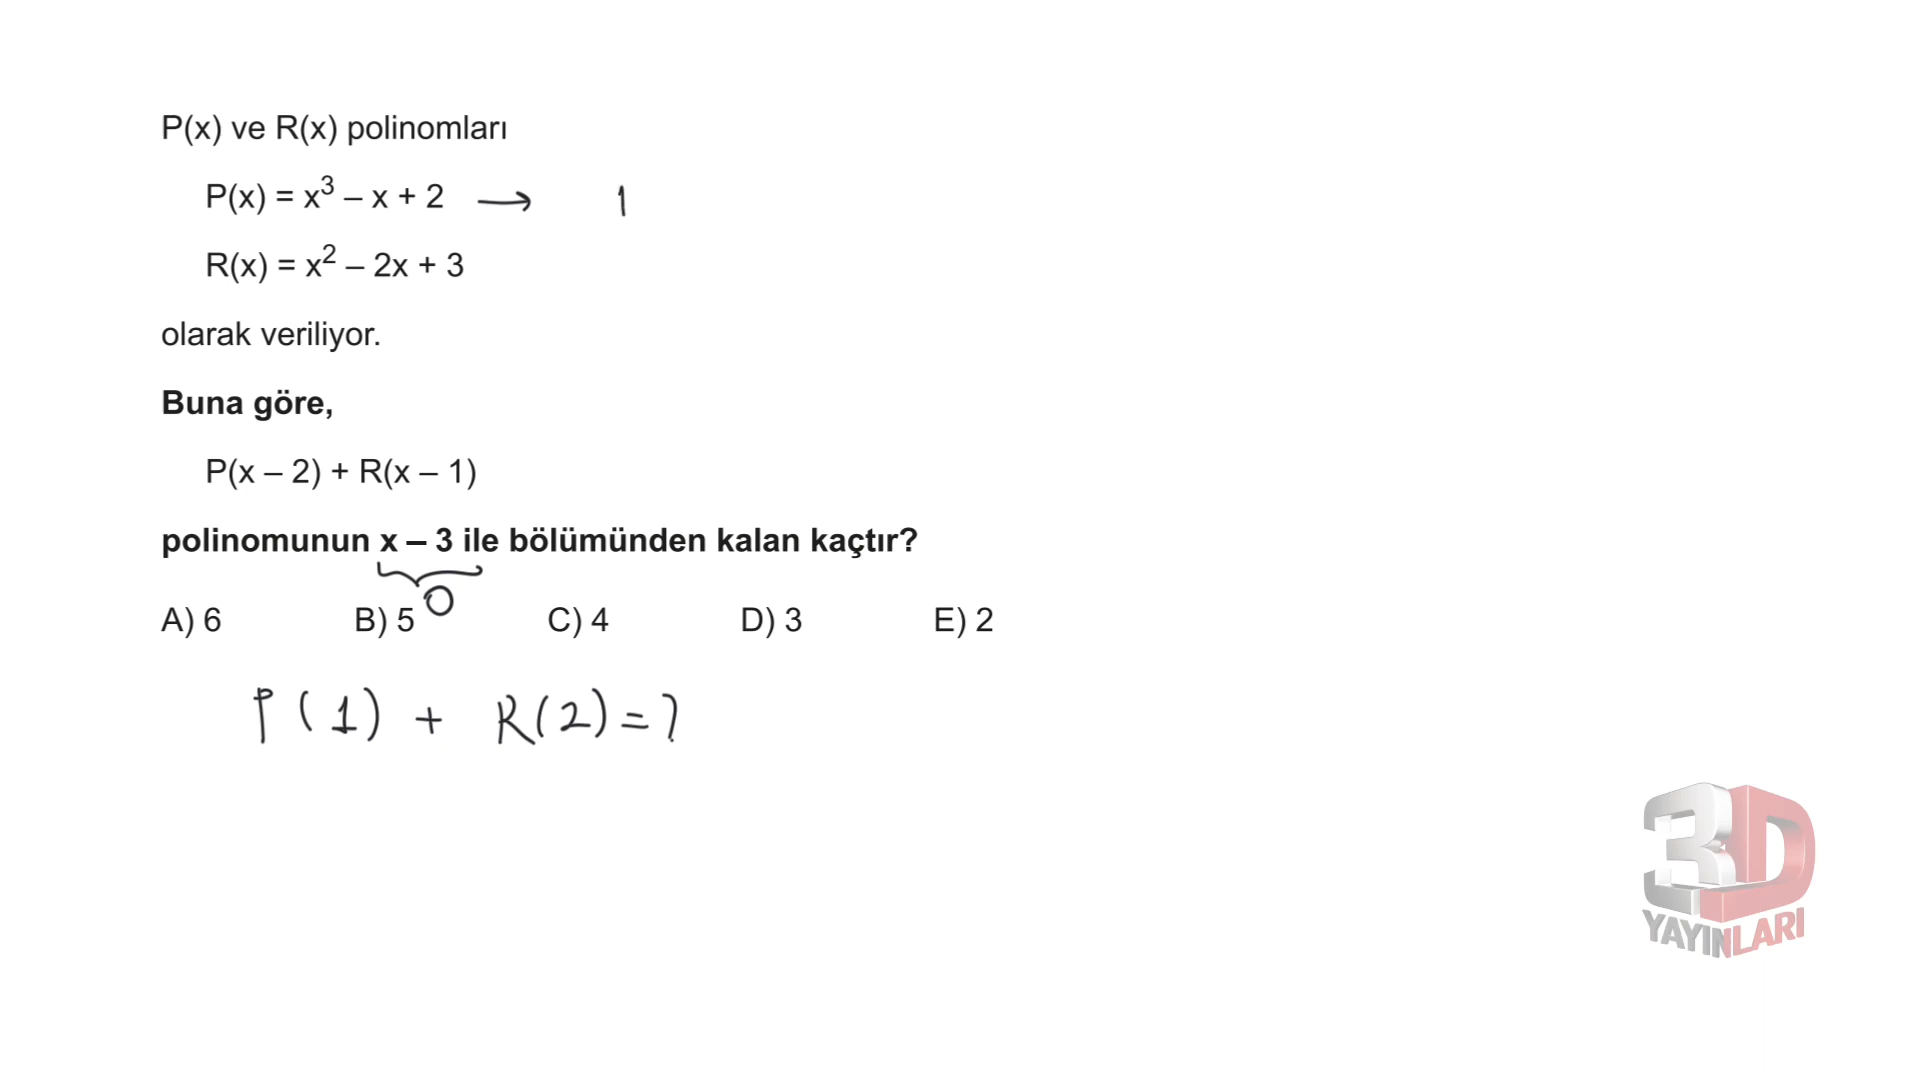 P(x) ve R(x) polinomları
P(x) = x³ – x + 2 → 1
R(x) = x² – 2x + 3
olarak veriliyor.
Buna göre,
P(x – 2) + R(x – 1)
polinomunun x – 3 ile bölümünden kalan kaçtır?
0
A) 6 B) 5 C) 4 D) 3 E) 2
P(1) + R(2) = ?
3D
YAYINLARI